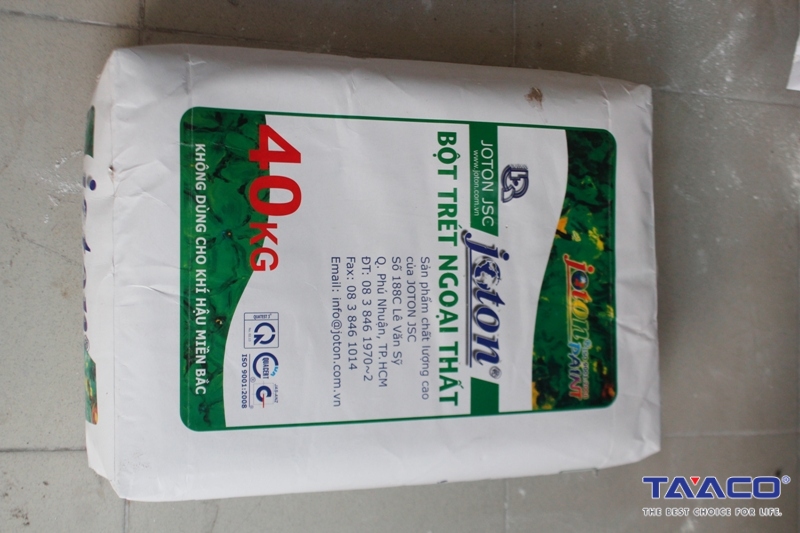 joton
PAINT
JOTON JSC
www.joton.com.vn
joton®
BỘT TRÉT NGOẠI THẤT
Sản phẩm chất lượng cao
của JOTON JSC
Số 188C Lê Văn Sỹ
Q. Phú Nhuận, TP.HCM
ĐT: 08 3 846 1970~2
Fax: 08 3 846 1014
Email: info@joton.com.vn
40KG
QUACERT
ISO 9001:2008
KHÔNG DÙNG CHO KHÍ HẬU MIỀN BẮC
joton
TAVACO®
THE BEST CHOICE FOR LIFE.